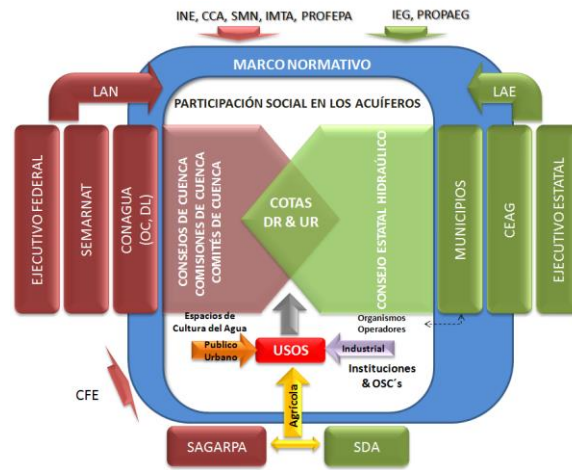 INE, CCA, SMN, IMTA, PROFEPA
IEG, PROPAEG
MARCO NORMATIVO
LAN
LAE
PARTICIPACIÓN SOCIAL EN LOS ACUÍFEROS
EJECUTIVO FEDERAL
SEMARNAT
CONAGUA
(OC, DL)
CONSEJOS DE CUENCA
COMISIONES DE CUENCA
COMITÉS DE CUENCA
COTAS
DR & UR
CONSEJO ESTATAL HIDRAÚLICO
MUNICIPIOS
CEAG
EJECUTIVO ESTATAL
Espacios de
Cultura del Agua
Publico
Urbano
USOS
Industrial
Organismos
Operadores
Instituciones
& OSC´s
Agrícola
CFE
SAGARPA
SDA